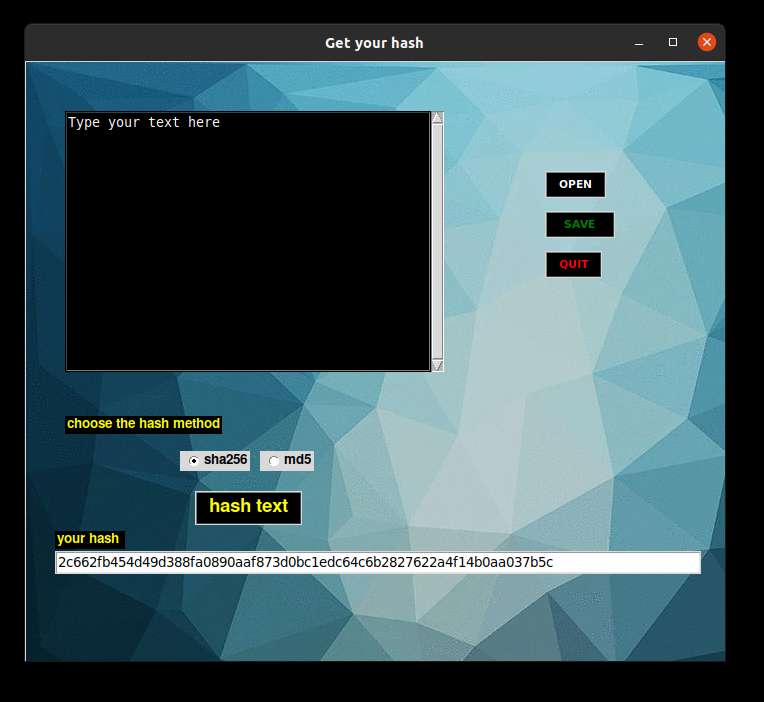 Get your hash
Type your text here
OPEN
SAVE
QUIT
choose the hash method
sha256 md5
hash text
your hash
2c662fb454d49d388fa0890aaf873d0bc1edc64c6b2827622a4f14b0aa037b5c